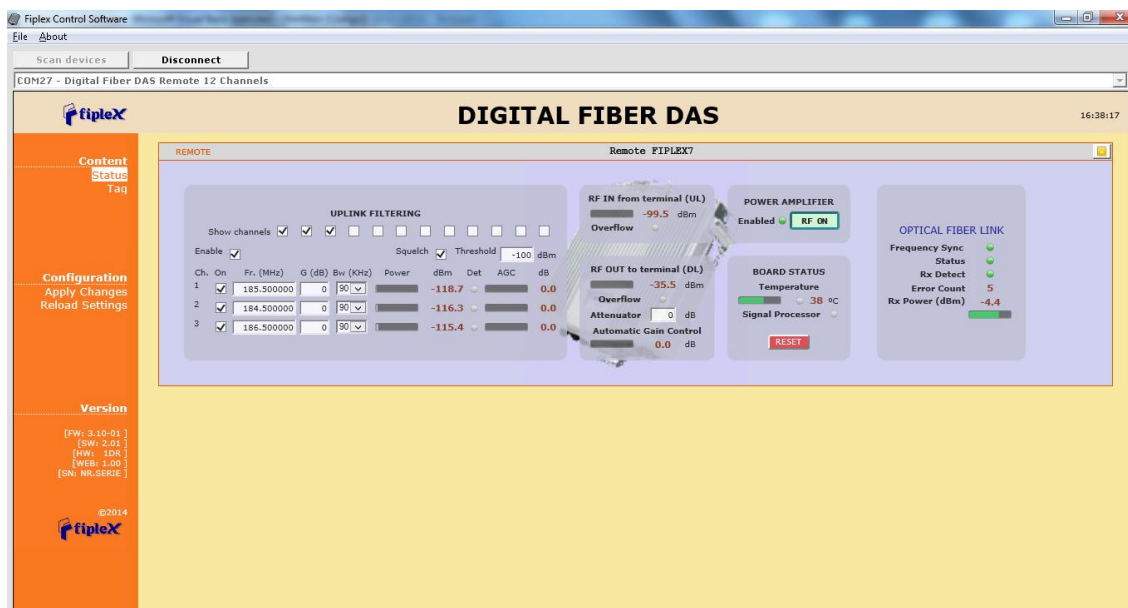 Fiplex Control Software
File About
Scan devices Disconnect
COM27 - Digital Fiber DAS Remote 12 Channels
fipleX
DIGITAL FIBER DAS
16:38:17
Content
Status
Tag
Configuration
Apply Changes
Reload Settings
Version
[FW: 3.10-01 ]
[SW: 2.01 ]
[HW: 1DR ]
[WEB: 1.00 ]
[SN: NR.SERIE ]
©2014
fipleX
REMOTE
Remote FIPLEX7
UPLINK FILTERING
Show channels
Enable Squelch Threshold -100 dBm
Ch. On Fr. (MHz) G (dB) Bw (KHz) Power dBm Det AGC dB
1 185.500000 0 90 -118.7 0.0
2 184.500000 0 90 -116.3 0.0
3 186.500000 0 90 -115.4 0.0
RF IN from terminal (UL)
-99.5 dBm
Overflow
RF OUT to terminal (DL)
-35.5 dBm
Overflow
Attenuator 0 dB
Automatic Gain Control
0.0 dB
POWER AMPLIFIER
Enabled RF ON
BOARD STATUS
Temperature
38 ºC
Signal Processor
RESET
OPTICAL FIBER LINK
Frequency Sync
Status
Rx Detect
Error Count 5
Rx Power (dBm) -4.4